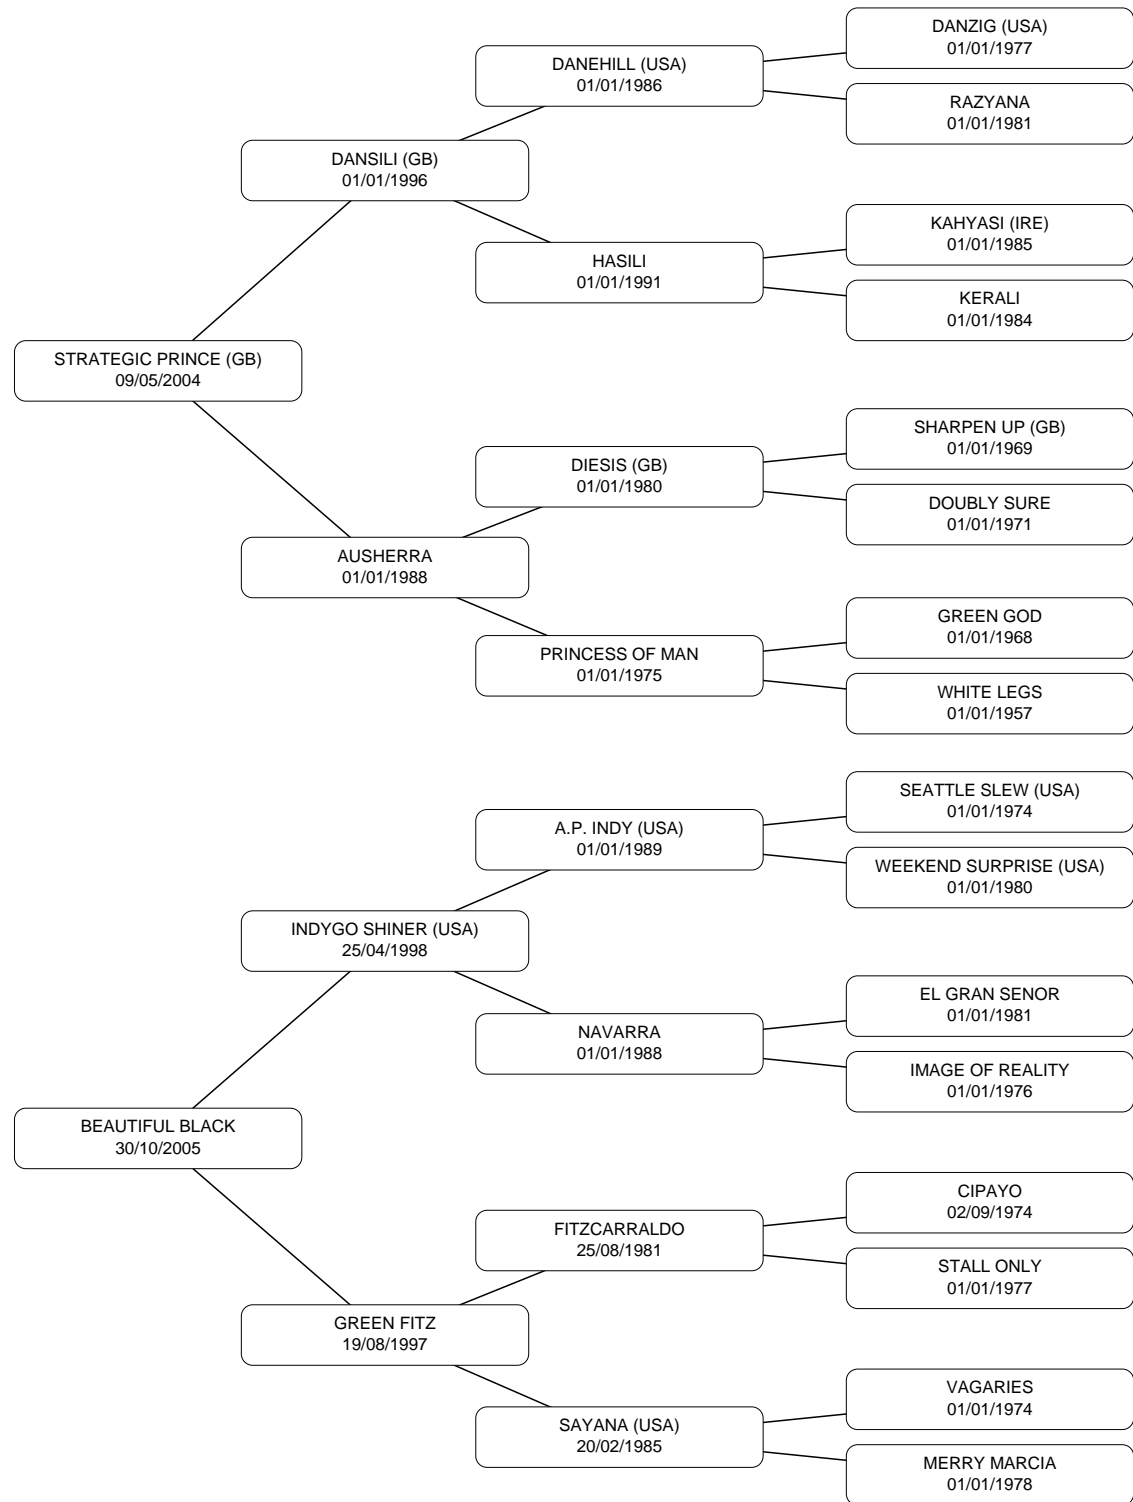 DANZIG (USA)
01/01/1977
DANEHILL (USA)
01/01/1986
RAZYANA
01/01/1981
DANSILI (GB)
01/01/1996
KAHYASI (IRE)
01/01/1985
HASILI
01/01/1991
KERALI
01/01/1984
STRATEGIC PRINCE (GB)
09/05/2004
SHARPEN UP (GB)
01/01/1969
DIESIS (GB)
01/01/1980
DOUBLY SURE
01/01/1971
AUSHERRA
01/01/1988
GREEN GOD
01/01/1968
PRINCESS OF MAN
01/01/1975
WHITE LEGS
01/01/1957
SEATTLE SLEW (USA)
01/01/1974
A.P. INDY (USA)
01/01/1989
WEEKEND SURPRISE (USA)
01/01/1980
INDYGO SHINER (USA)
25/04/1998
EL GRAN SENOR
01/01/1981
NAVARRA
01/01/1988
IMAGE OF REALITY
01/01/1976
BEAUTIFUL BLACK
30/10/2005
CIPAYO
02/09/1974
FITZCARRALDO
25/08/1981
STALL ONLY
01/01/1977
GREEN FITZ
19/08/1997
VAGARIES
01/01/1974
SAYANA (USA)
20/02/1985
MERRY MARCIA
01/01/1978